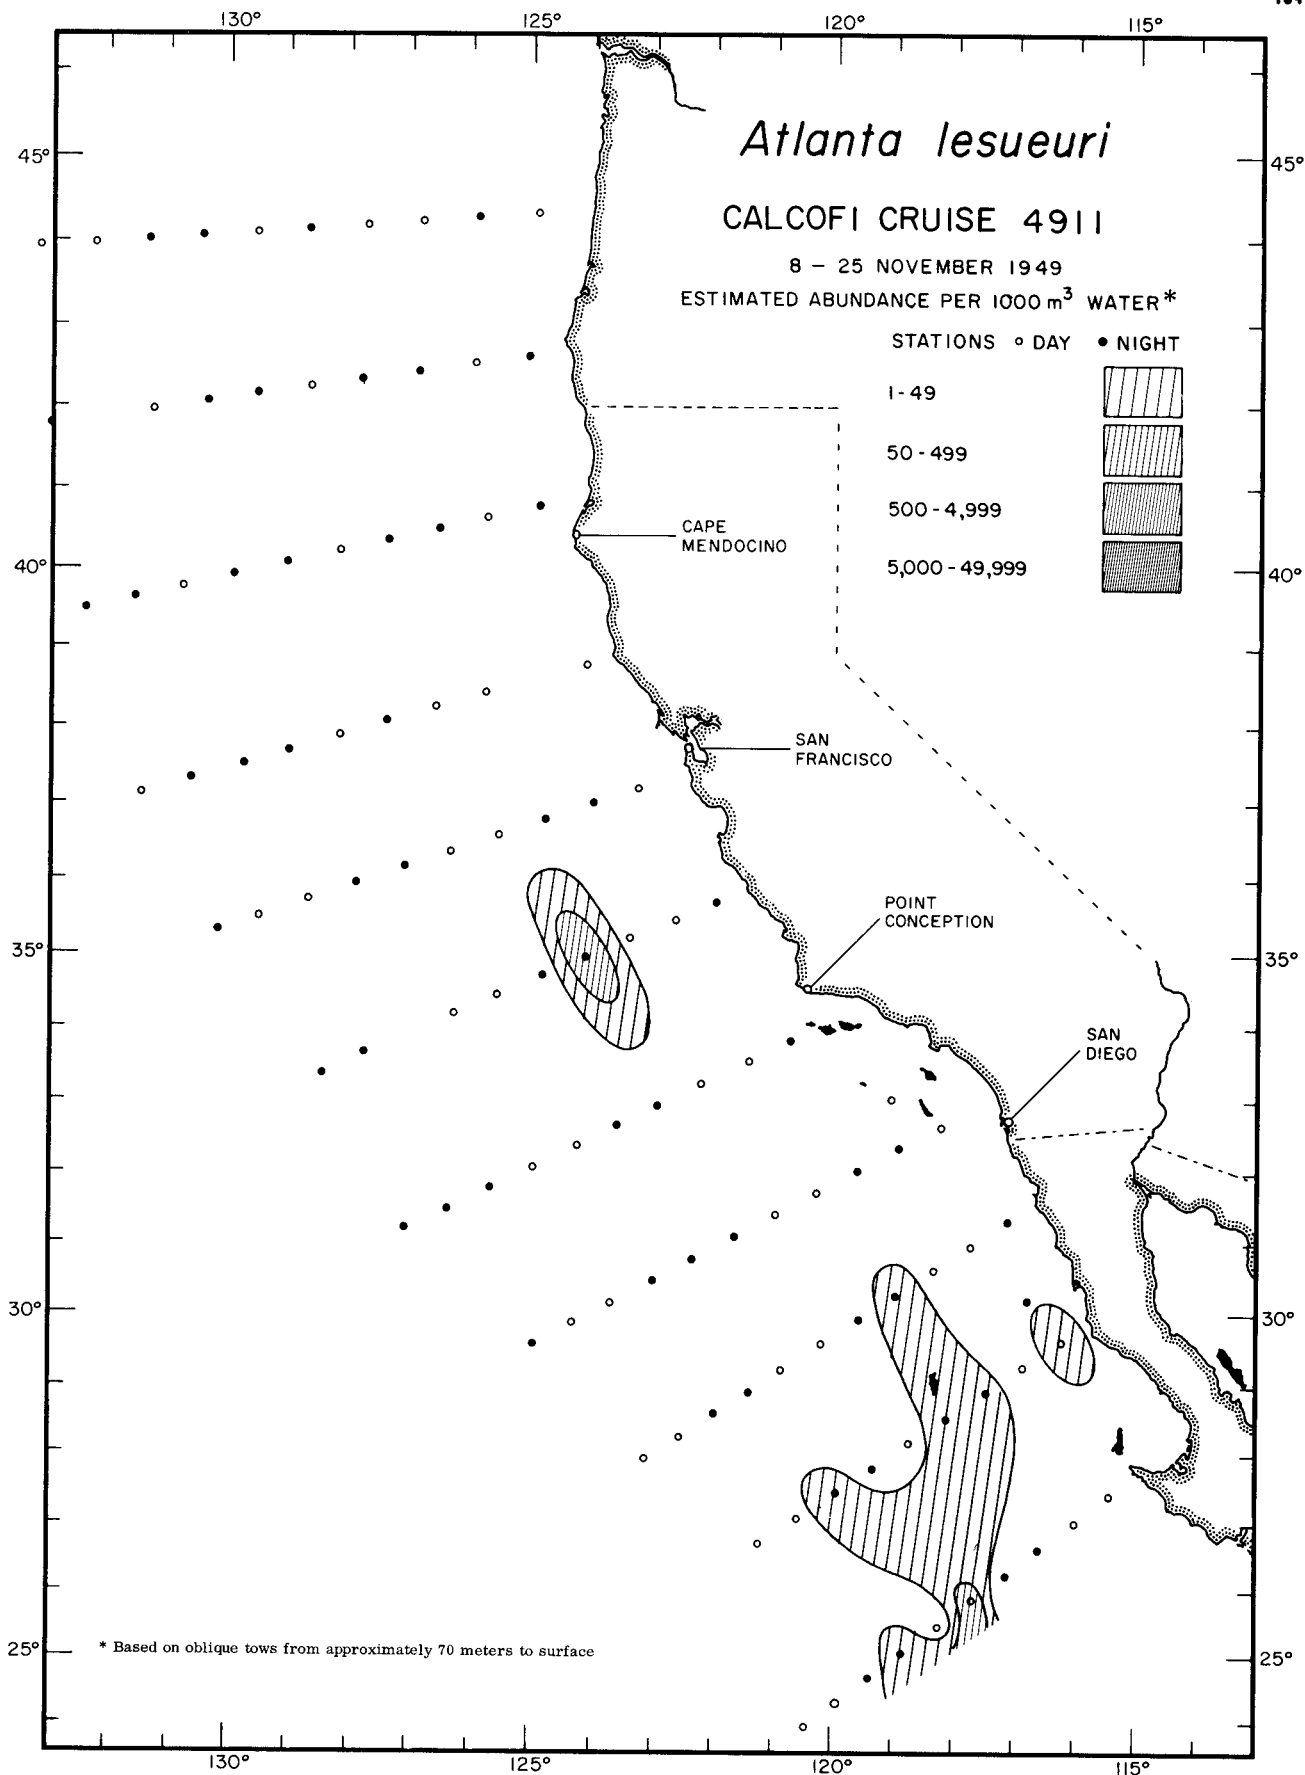 130° 125° 120° 115°
Atlanta lesueuri
45° 45°
CALCOFI CRUISE 4911
8 – 25 NOVEMBER 1949
ESTIMATED ABUNDANCE PER 1000 m³ WATER*
STATIONS ○ DAY ● NIGHT
1-49
50-499
500-4,999
CAPE
MENDOCINO
5,000-49,999
40° 40°
SAN
FRANCISCO
POINT
CONCEPTION
35° 35°
SAN
DIEGO
30° 30°
25° 25°
* Based on oblique tows from approximately 70 meters to surface
130° 125° 120° 115°